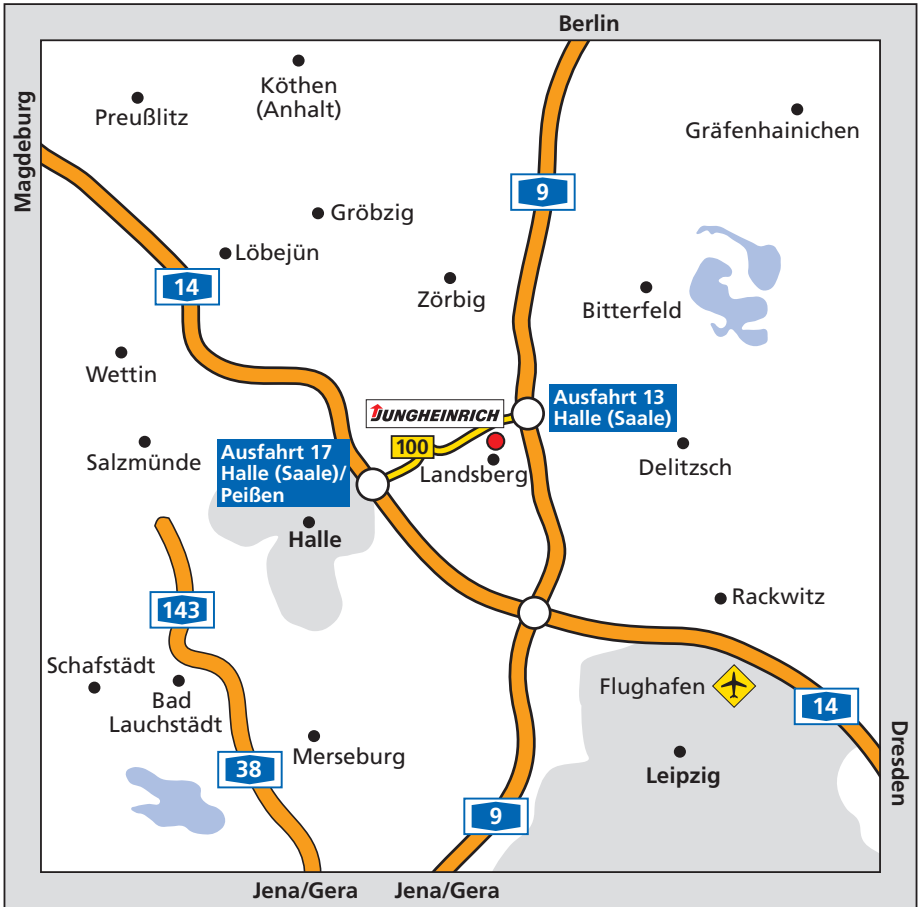 Berlin
Köthen
(Anhalt)
Preußlitz
Gräfenhainichen
Magdeburg
9
Gröbzig
Löbejün
14
Zörbig
Bitterfeld
Wettin
JUNGHEINRICH
Ausfahrt 13
Halle (Saale)
100
Ausfahrt 17
Halle (Saale)/
Peißen
Salzmünde
Landsberg
Delitzsch
Halle
143
Rackwitz
Schafstädt
Bad
Lauchstädt
Flughafen
14
Merseburg
38
Leipzig
Dresden
9
Jena/Gera
Jena/Gera